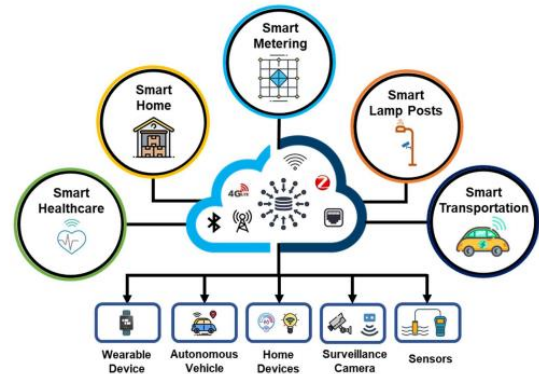 Smart
Metering
Smart
Home
Smart
Lamp Posts
4G LTE
Smart
Healthcare
Smart
Transportation
Wearable
Device
Autonomous
Vehicle
Home
Devices
Surveillance
Camera
Sensors